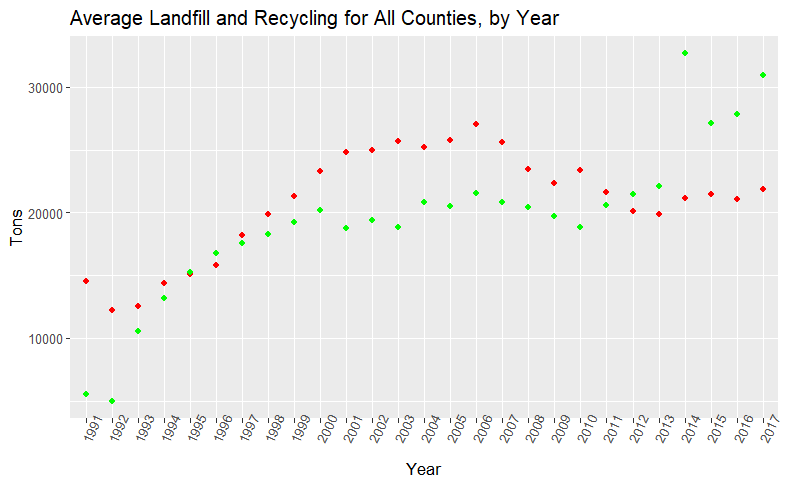 Average Landfill and Recycling for All Counties, by Year
Tons
30000
20000
10000
1991 1992 1993 1994 1995 1996 1997 1998 1999 2000 2001 2002 2003 2004 2005 2006 2007 2008 2009 2010 2011 2012 2013 2014 2015 2016 2017
Year